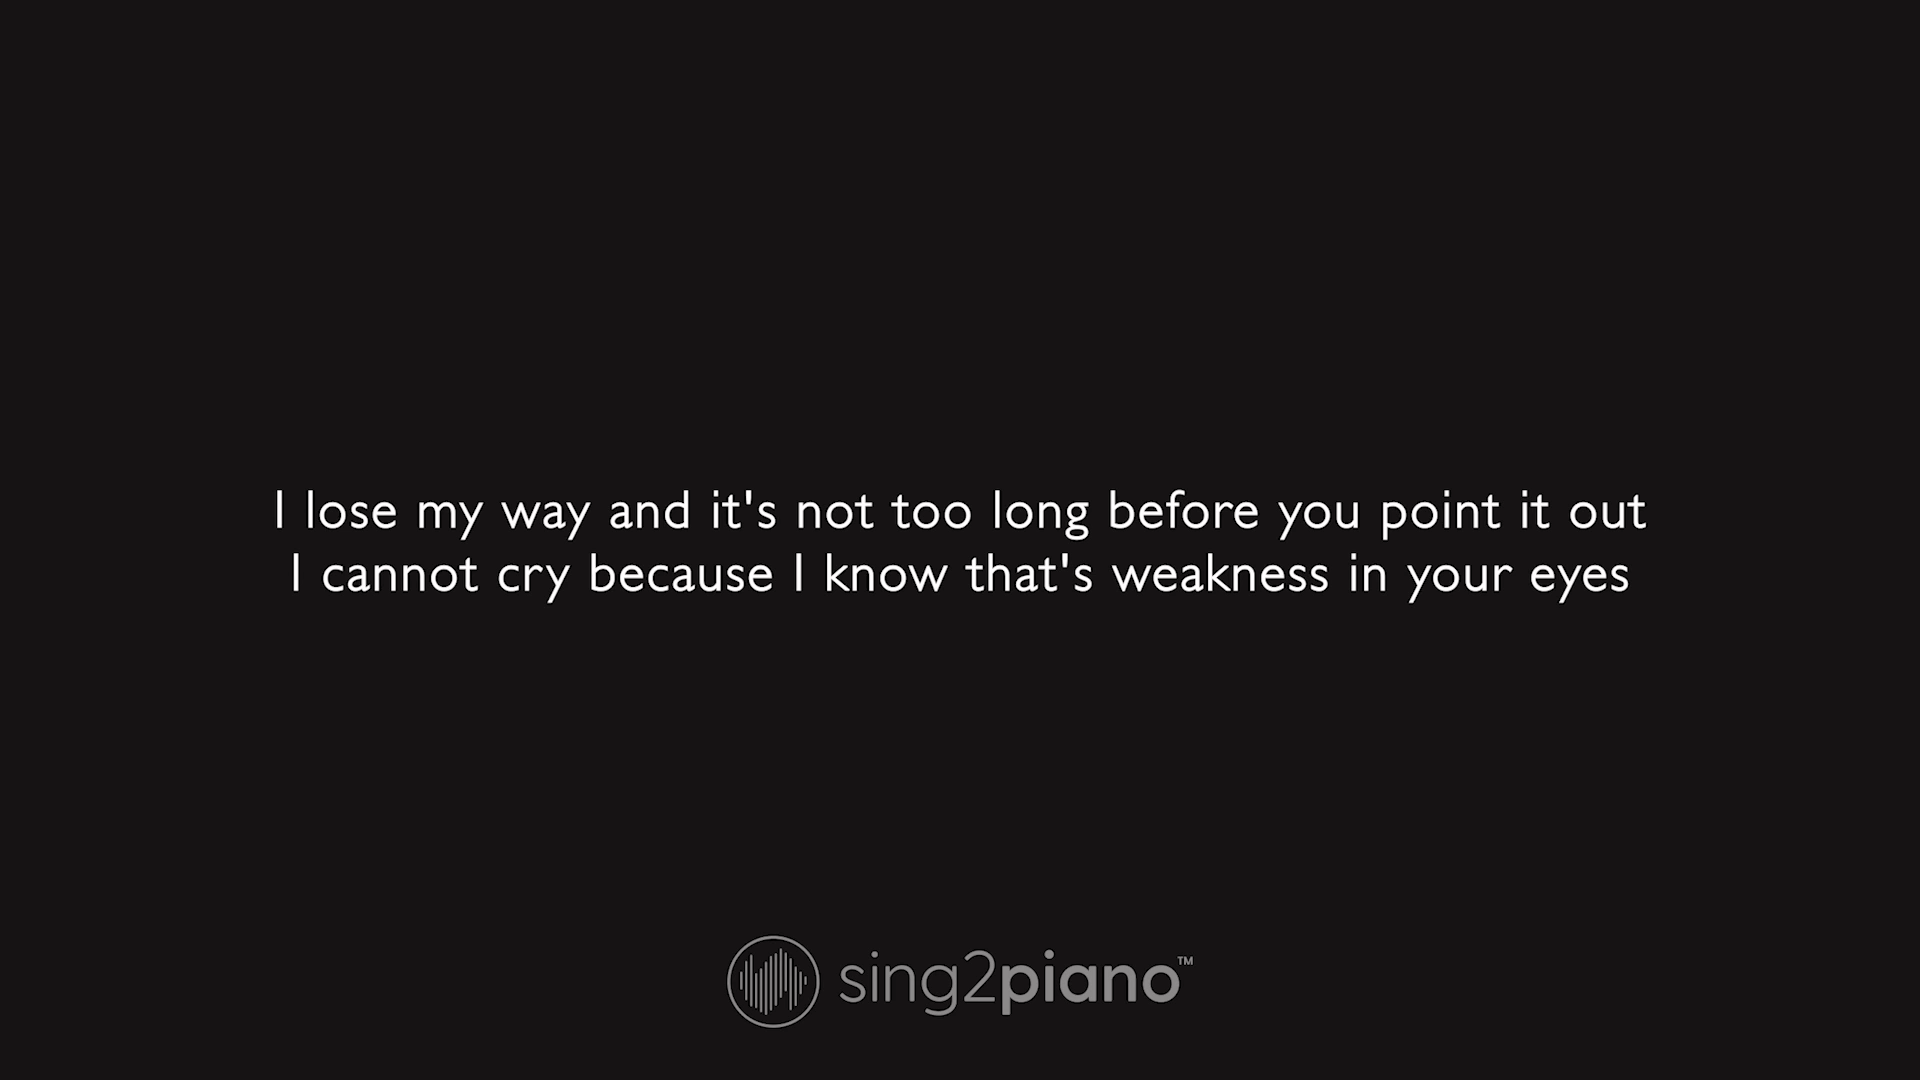 I lose my way and it's not too long before you point it out
I cannot cry because I know that's weakness in your eyes
sing2piano™